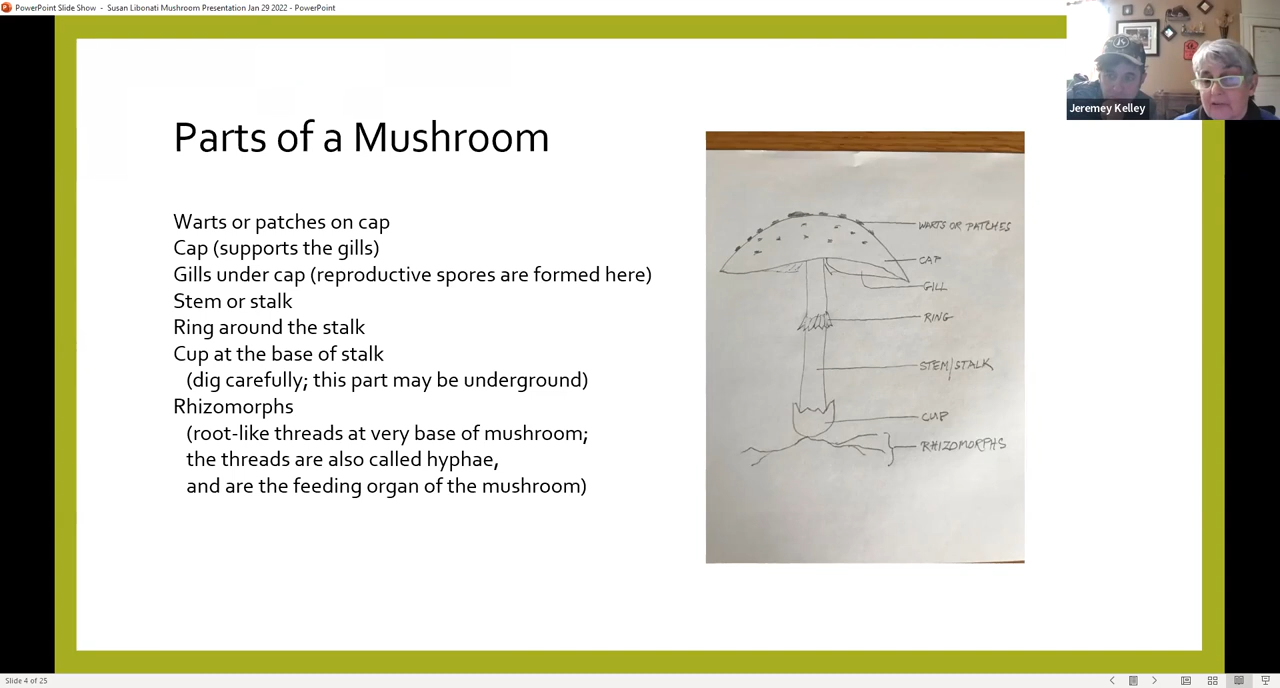 PowerPoint Slide Show - Susan Libonati Mushroom Presentation Jan 29 2022 - PowerPoint
Jeremey Kelley
Parts of a Mushroom
Warts or patches on cap
Cap (supports the gills)
Gills under cap (reproductive spores are formed here)
Stem or stalk
Ring around the stalk
Cup at the base of stalk
(dig carefully; this part may be underground)
Rhizomorphs
(root-like threads at very base of mushroom;
the threads are also called hyphae,
and are the feeding organ of the mushroom)
WARTS OR PATCHES
CAP
GILL
RING
STEM/STALK
CUP
RHIZOMORPHS
Slide 4 of 25